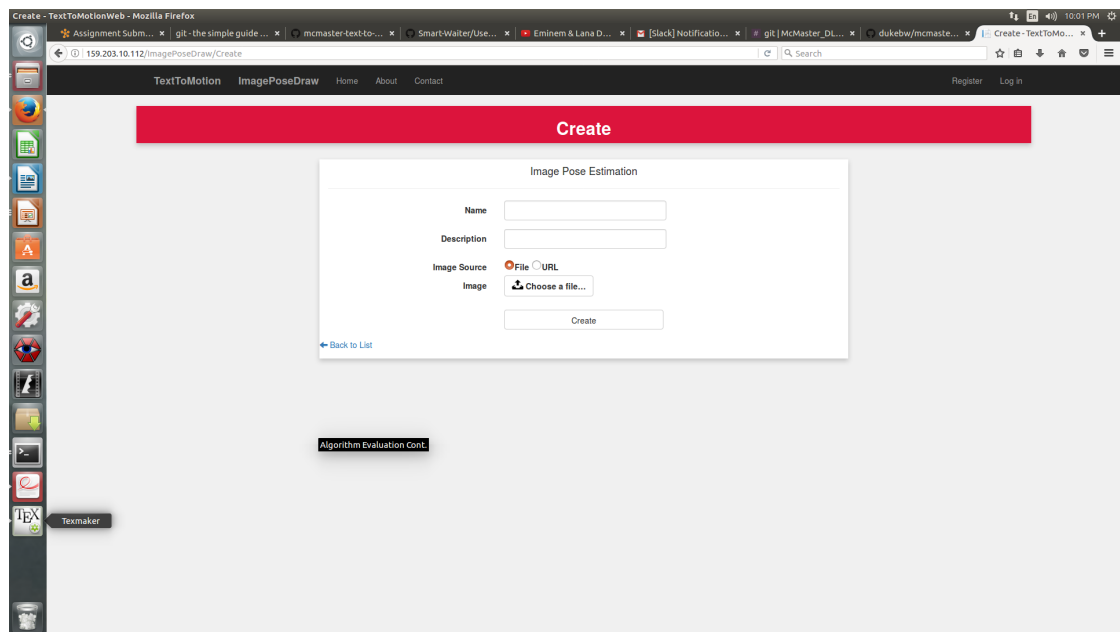 Create - TextToMotionWeb - Mozilla Firefox
En
10:01 PM
Assignment Subm...
git - the simple guide ...
mcmaster-text-to-...
Smart-Waiter/Use...
Eminem & Lana D...
[Slack] Notificatio...
git | McMaster_DL...
dukebw/mcmaste...
Create - TextToMo...
159.203.10.112/ImagePoseDraw/Create
Search
TextToMotion
ImagePoseDraw
Home
About
Contact
Register
Log in
Create
Image Pose Estimation
Name
Description
Image Source
File
URL
Image
Choose a file...
Create
Back to List
Algorithm Evaluation Cont.
a
A
TEX
Texmaker